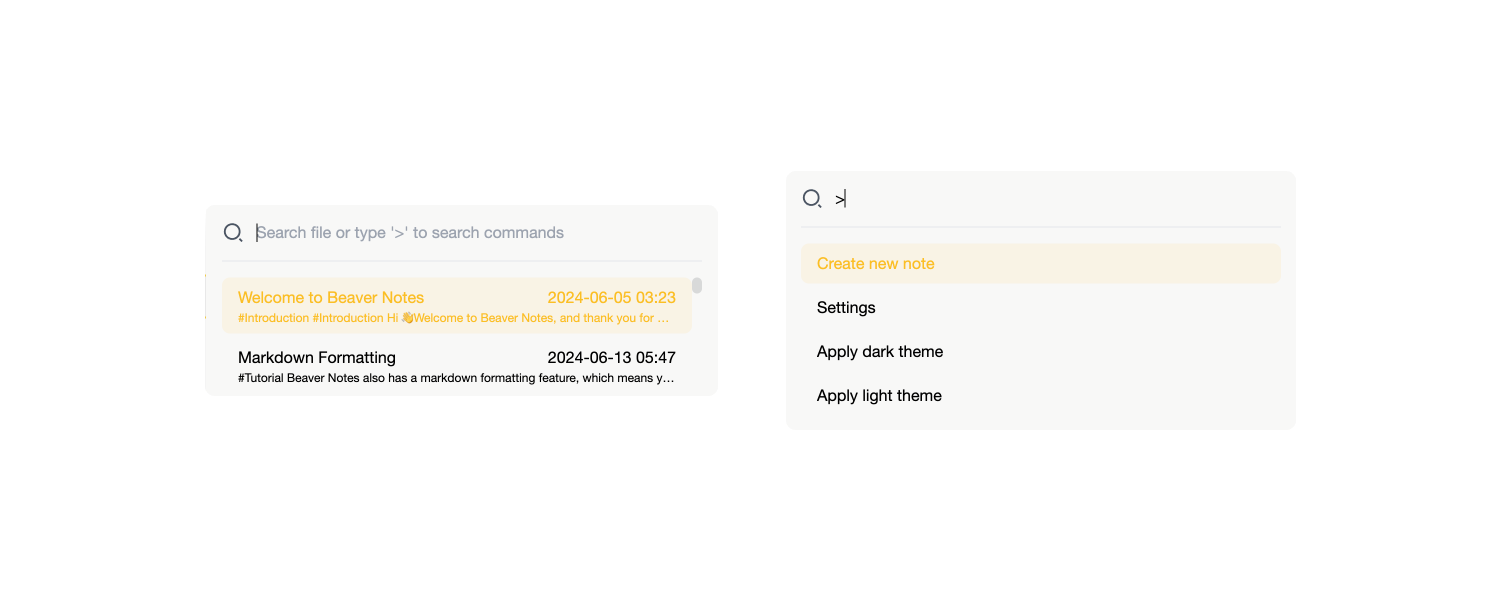 Search file or type '>' to search commands
Welcome to Beaver Notes 2024-06-05 03:23
#Introduction #Introduction Hi 👋Welcome to Beaver Notes, and thank you for …
Markdown Formatting 2024-06-13 05:47
#Tutorial Beaver Notes also has a markdown formatting feature, which means y…
>
Create new note
Settings
Apply dark theme
Apply light theme